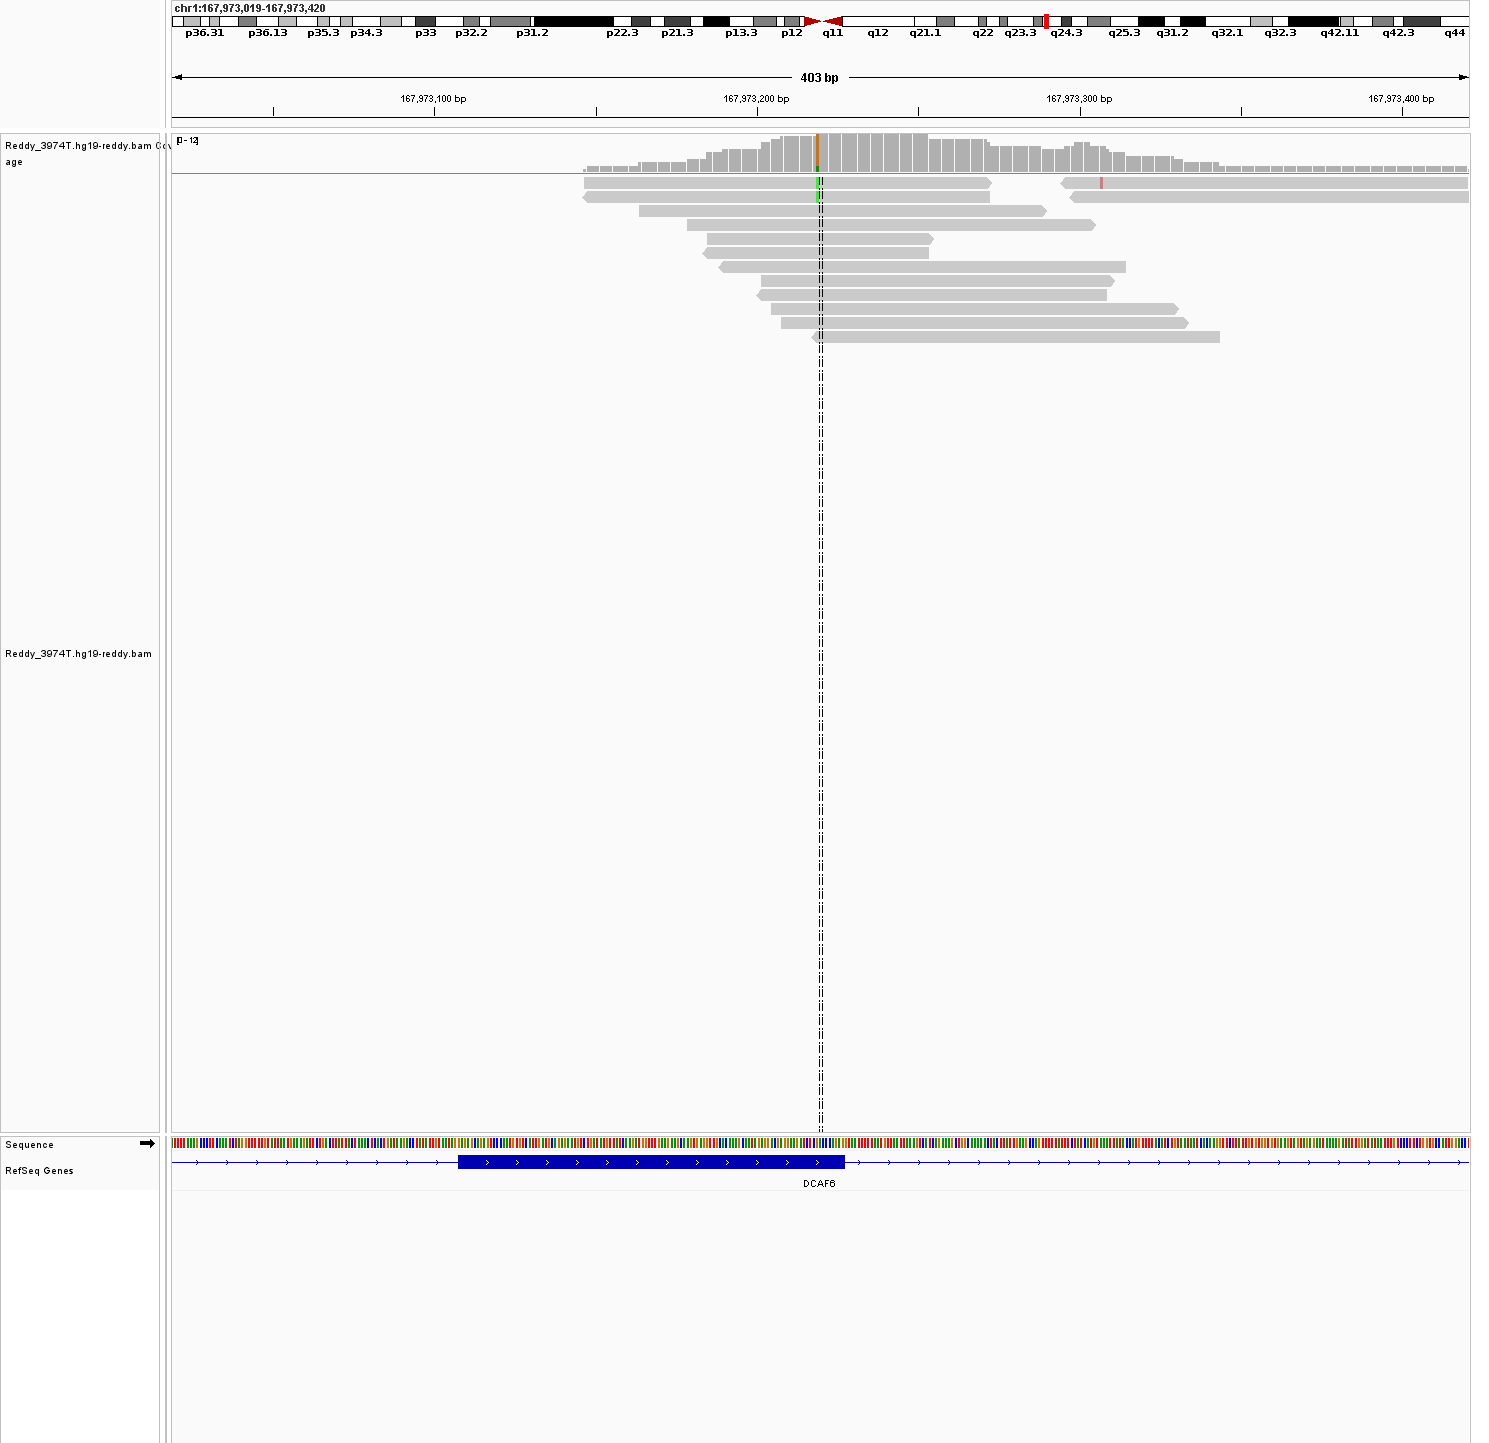 chr1:167,973,019-167,973,420
p36.31 p36.13 p35.3 p34.3 p33 p32.2 p31.2 p22.3 p21.3 p13.3 p12 q11 q12 q21.1 q22 q23.3 q24.3 q25.3 q31.2 q32.1 q32.3 q42.11 q42.3 q44
403 bp
167,973,100 bp 167,973,200 bp 167,973,300 bp 167,973,400 bp
Reddy_3974T.hg19-reddy.bam Cov
age
[0 - 12]
Reddy_3974T.hg19-reddy.bam
Sequence
RefSeq Genes
DCAF6